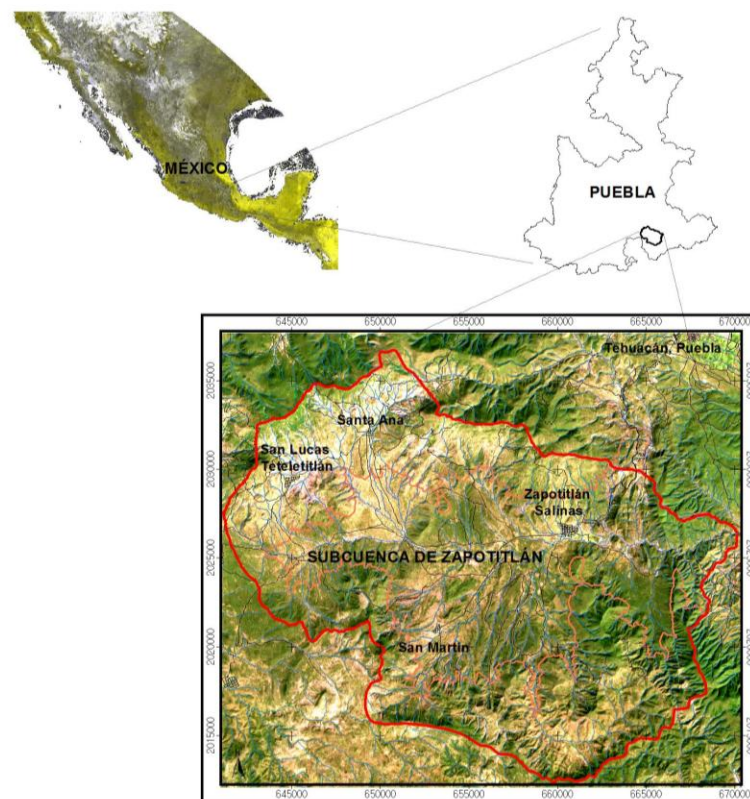 MÉXICO
PUEBLA
645000 650000 655000 660000 665000 670000
Tehuacán, Puebla
2035000
Santa Ana
San Lucas
Teteletitlán
2030000
Zapotitlán
Salinas
2025000
SUBCUENCA DE ZAPOTITLÁN
2020000
San Martín
2015000
645000 650000 655000 660000 665000 670000